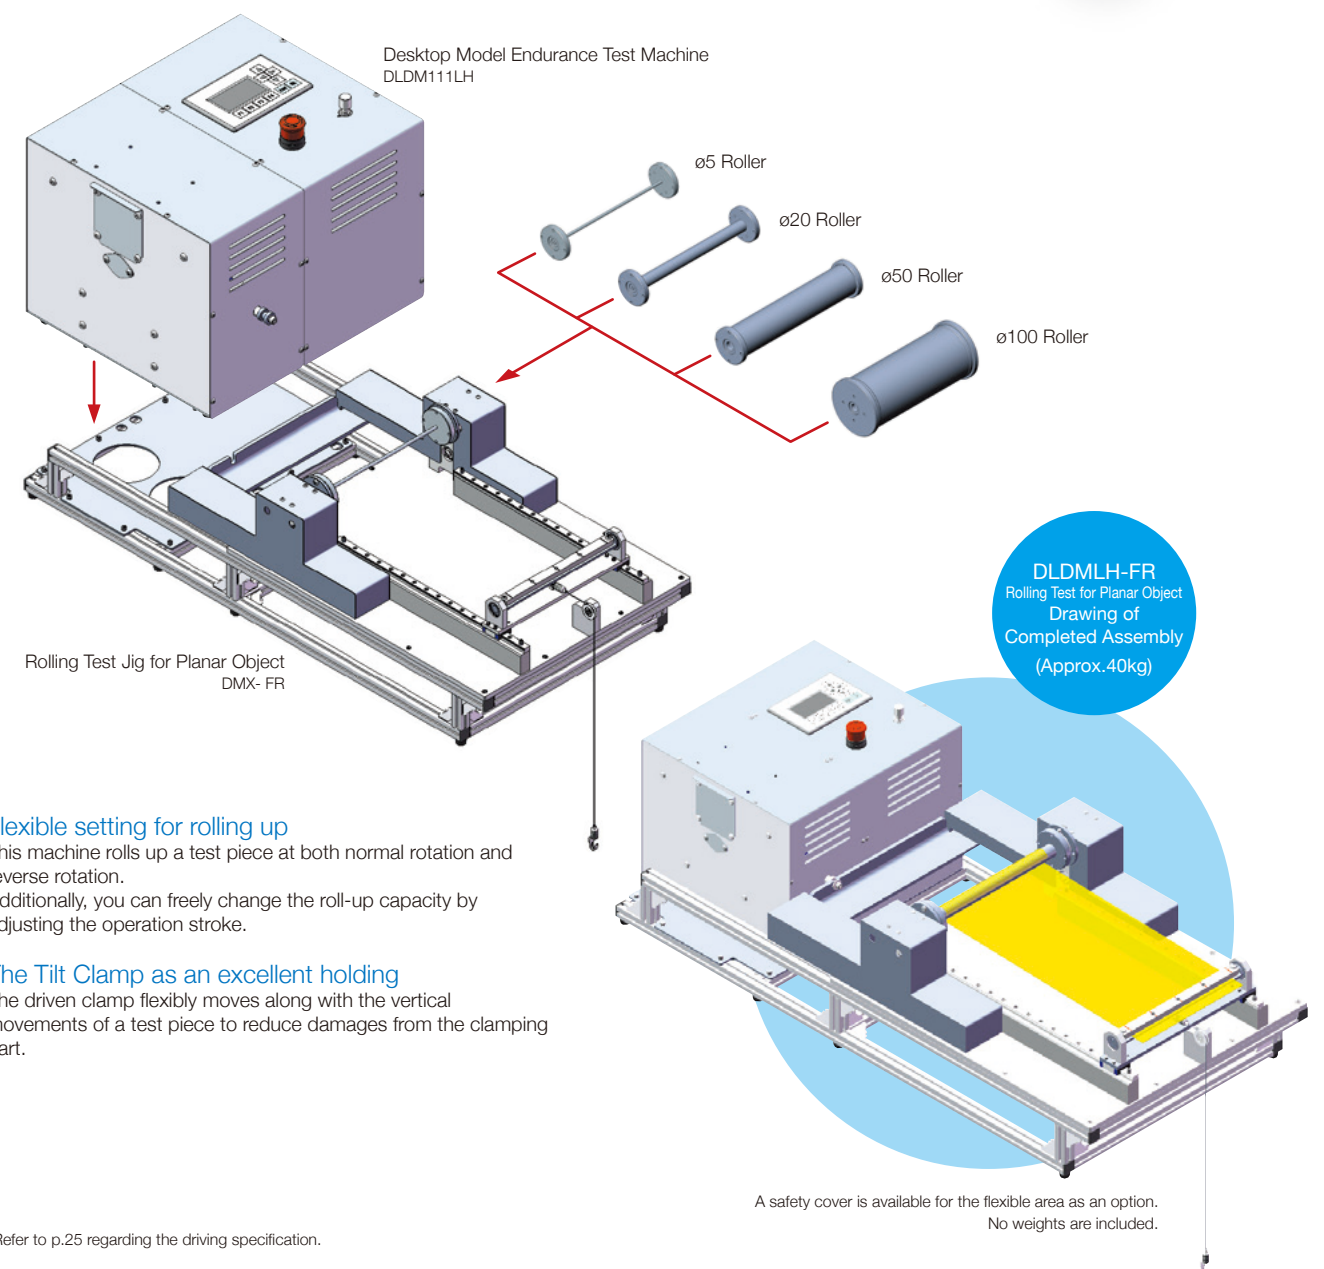 Desktop Model Endurance Test Machine
DLDM111LH
ø5 Roller
ø20 Roller
ø50 Roller
ø100 Roller
Rolling Test Jig for Planar Object
DMX- FR
DLDMLH-FR
Rolling Test for Planar Object
Drawing of
Completed Assembly
(Approx.40kg)
lexible setting for rolling up
his machine rolls up a test piece at both normal rotation and
everse rotation.
dditionally, you can freely change the roll-up capacity by
djusting the operation stroke.
he Tilt Clamp as an excellent holding
he driven clamp flexibly moves along with the vertical
ovements of a test piece to reduce damages from the clamping
art.
A safety cover is available for the flexible area as an option.
No weights are included.
Refer to p.25 regarding the driving specification.